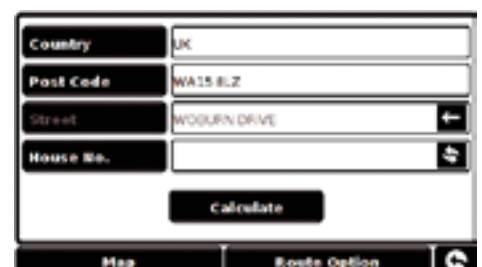 Country UK
Post Code WA15 8LZ
Street WOBURN DRIVE
House No.
Calculate
Map Route Option